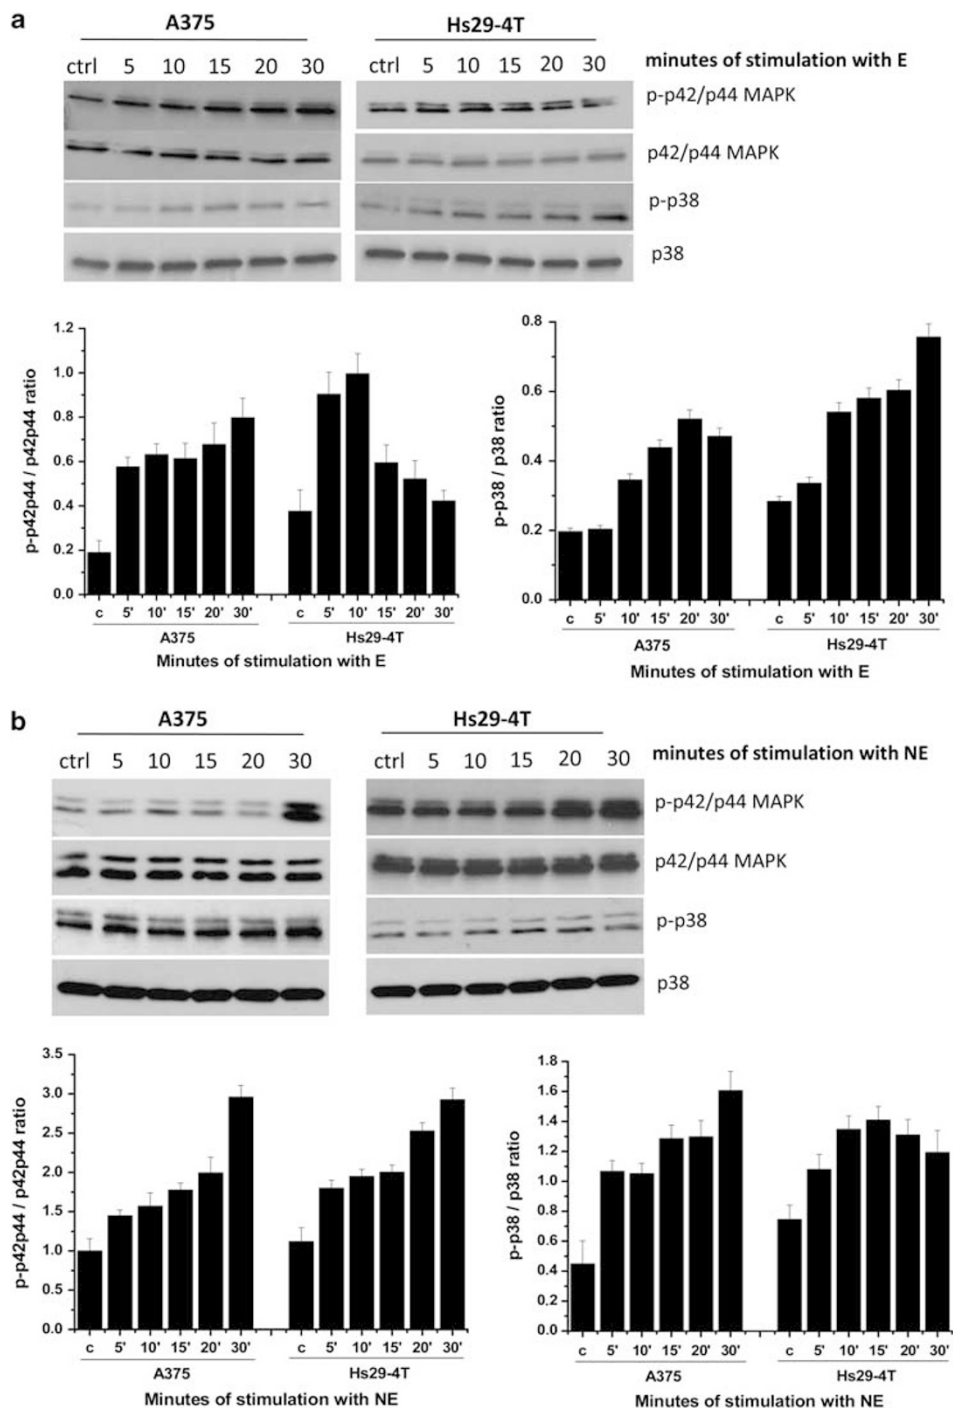 a
A375 Hs29-4T
ctrl 5 10 15 20 30 ctrl 5 10 15 20 30 minutes of stimulation with E
p-p42/p44 MAPK
p42/p44 MAPK
p-p38
p38
p-p42p44 / p42p44 ratio
1.2
1.0
0.8
0.6
0.4
0.2
0.0
c 5' 10' 15' 20' 30' c 5' 10' 15' 20' 30'
A375 Hs29-4T
Minutes of stimulation with E
p-p38 / p38 ratio
0.8
0.6
0.4
0.2
0.0
c 5' 10' 15' 20' 30' c 5' 10' 15' 20' 30'
A375 Hs29-4T
Minutes of stimulation with E
b
A375 Hs29-4T
ctrl 5 10 15 20 30 ctrl 5 10 15 20 30 minutes of stimulation with NE
p-p42/p44 MAPK
p42/p44 MAPK
p-p38
p38
p-p42p44 / p42p44 ratio
3.5
3.0
2.5
2.0
1.5
1.0
0.5
0.0
c 5' 10' 15' 20' 30' c 5' 10' 15' 20' 30'
A375 Hs29-4T
Minutes of stimulation with NE
p-p38 / p38 ratio
1.8
1.6
1.4
1.2
1.0
0.8
0.6
0.4
0.2
0.0
c 5' 10' 15' 20' 30' c 5' 10' 15' 20' 30'
A375 Hs29-4T
Minutes of stimulation with NE